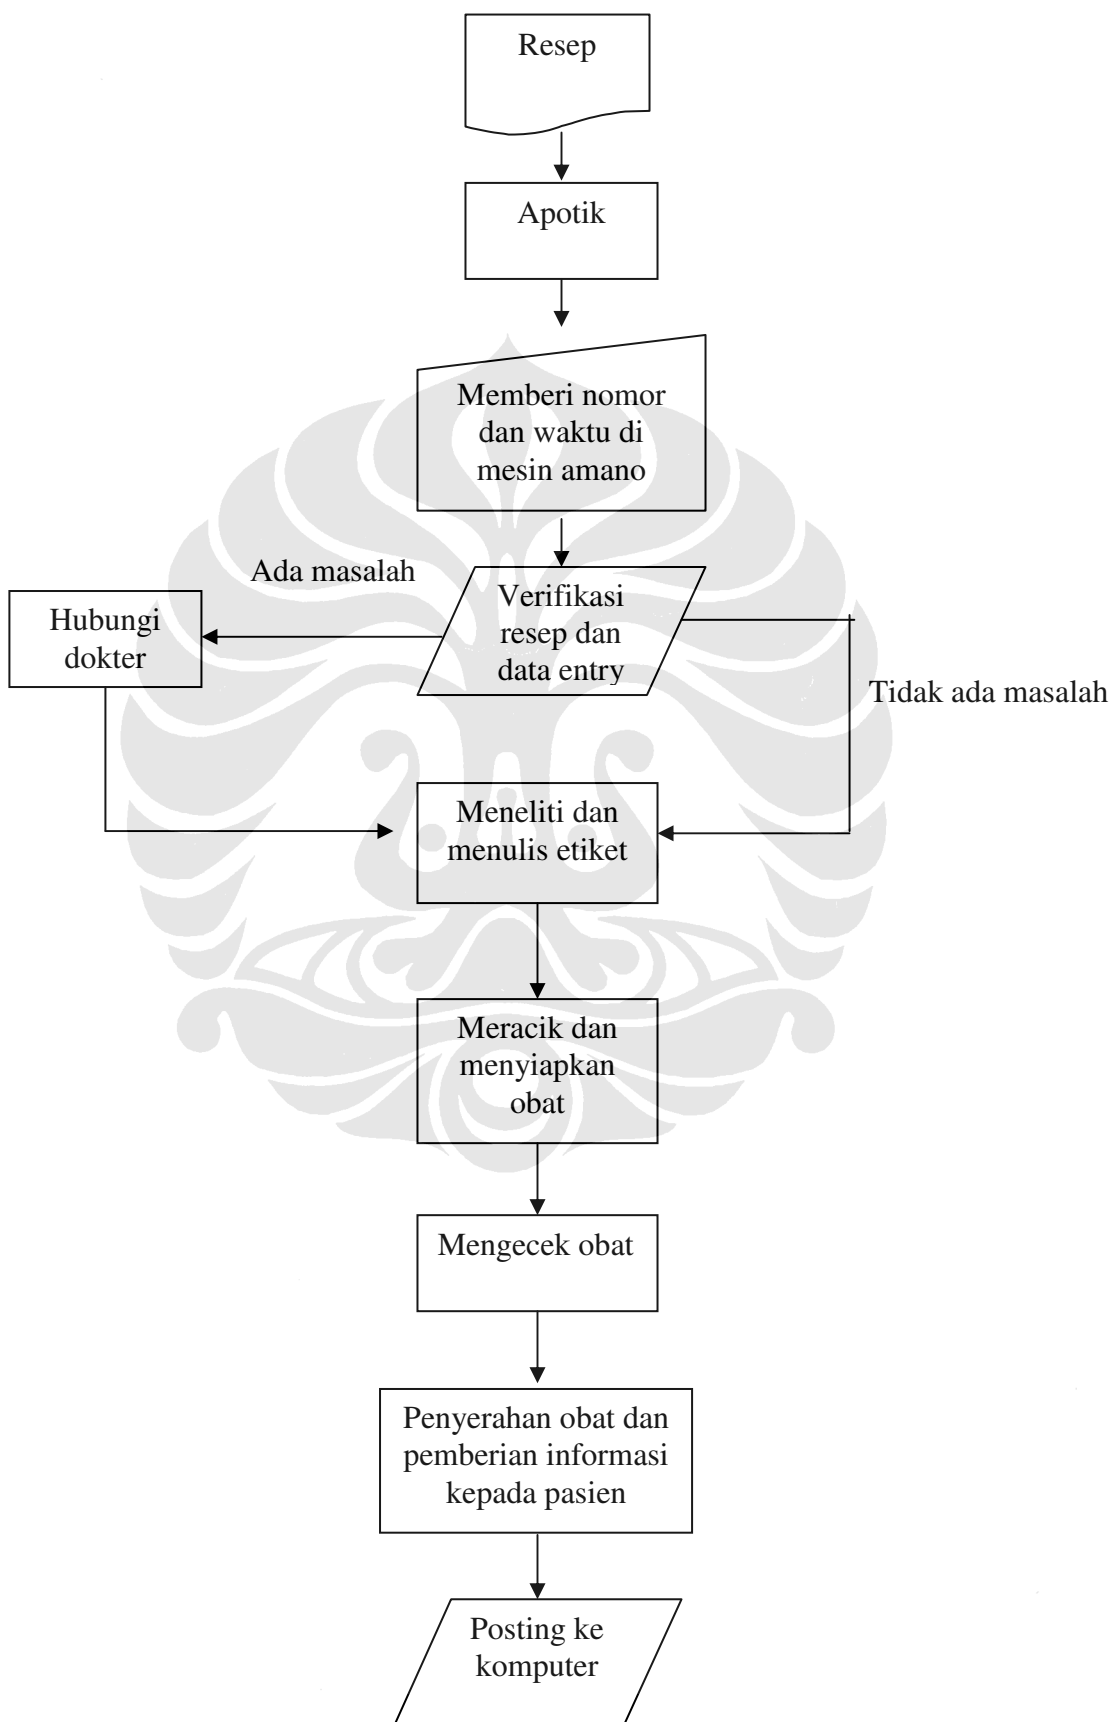 Resep
Apotik
Memberi nomor
dan waktu di
mesin amano
Ada masalah
Verifikasi
resep dan
data entry
Hubungi
dokter
Tidak ada masalah
Meneliti dan
menulis etiket
Meracik dan
menyiapkan
obat
Mengecek obat
Penyerahan obat dan
pemberian informasi
kepada pasien
Posting ke
komputer